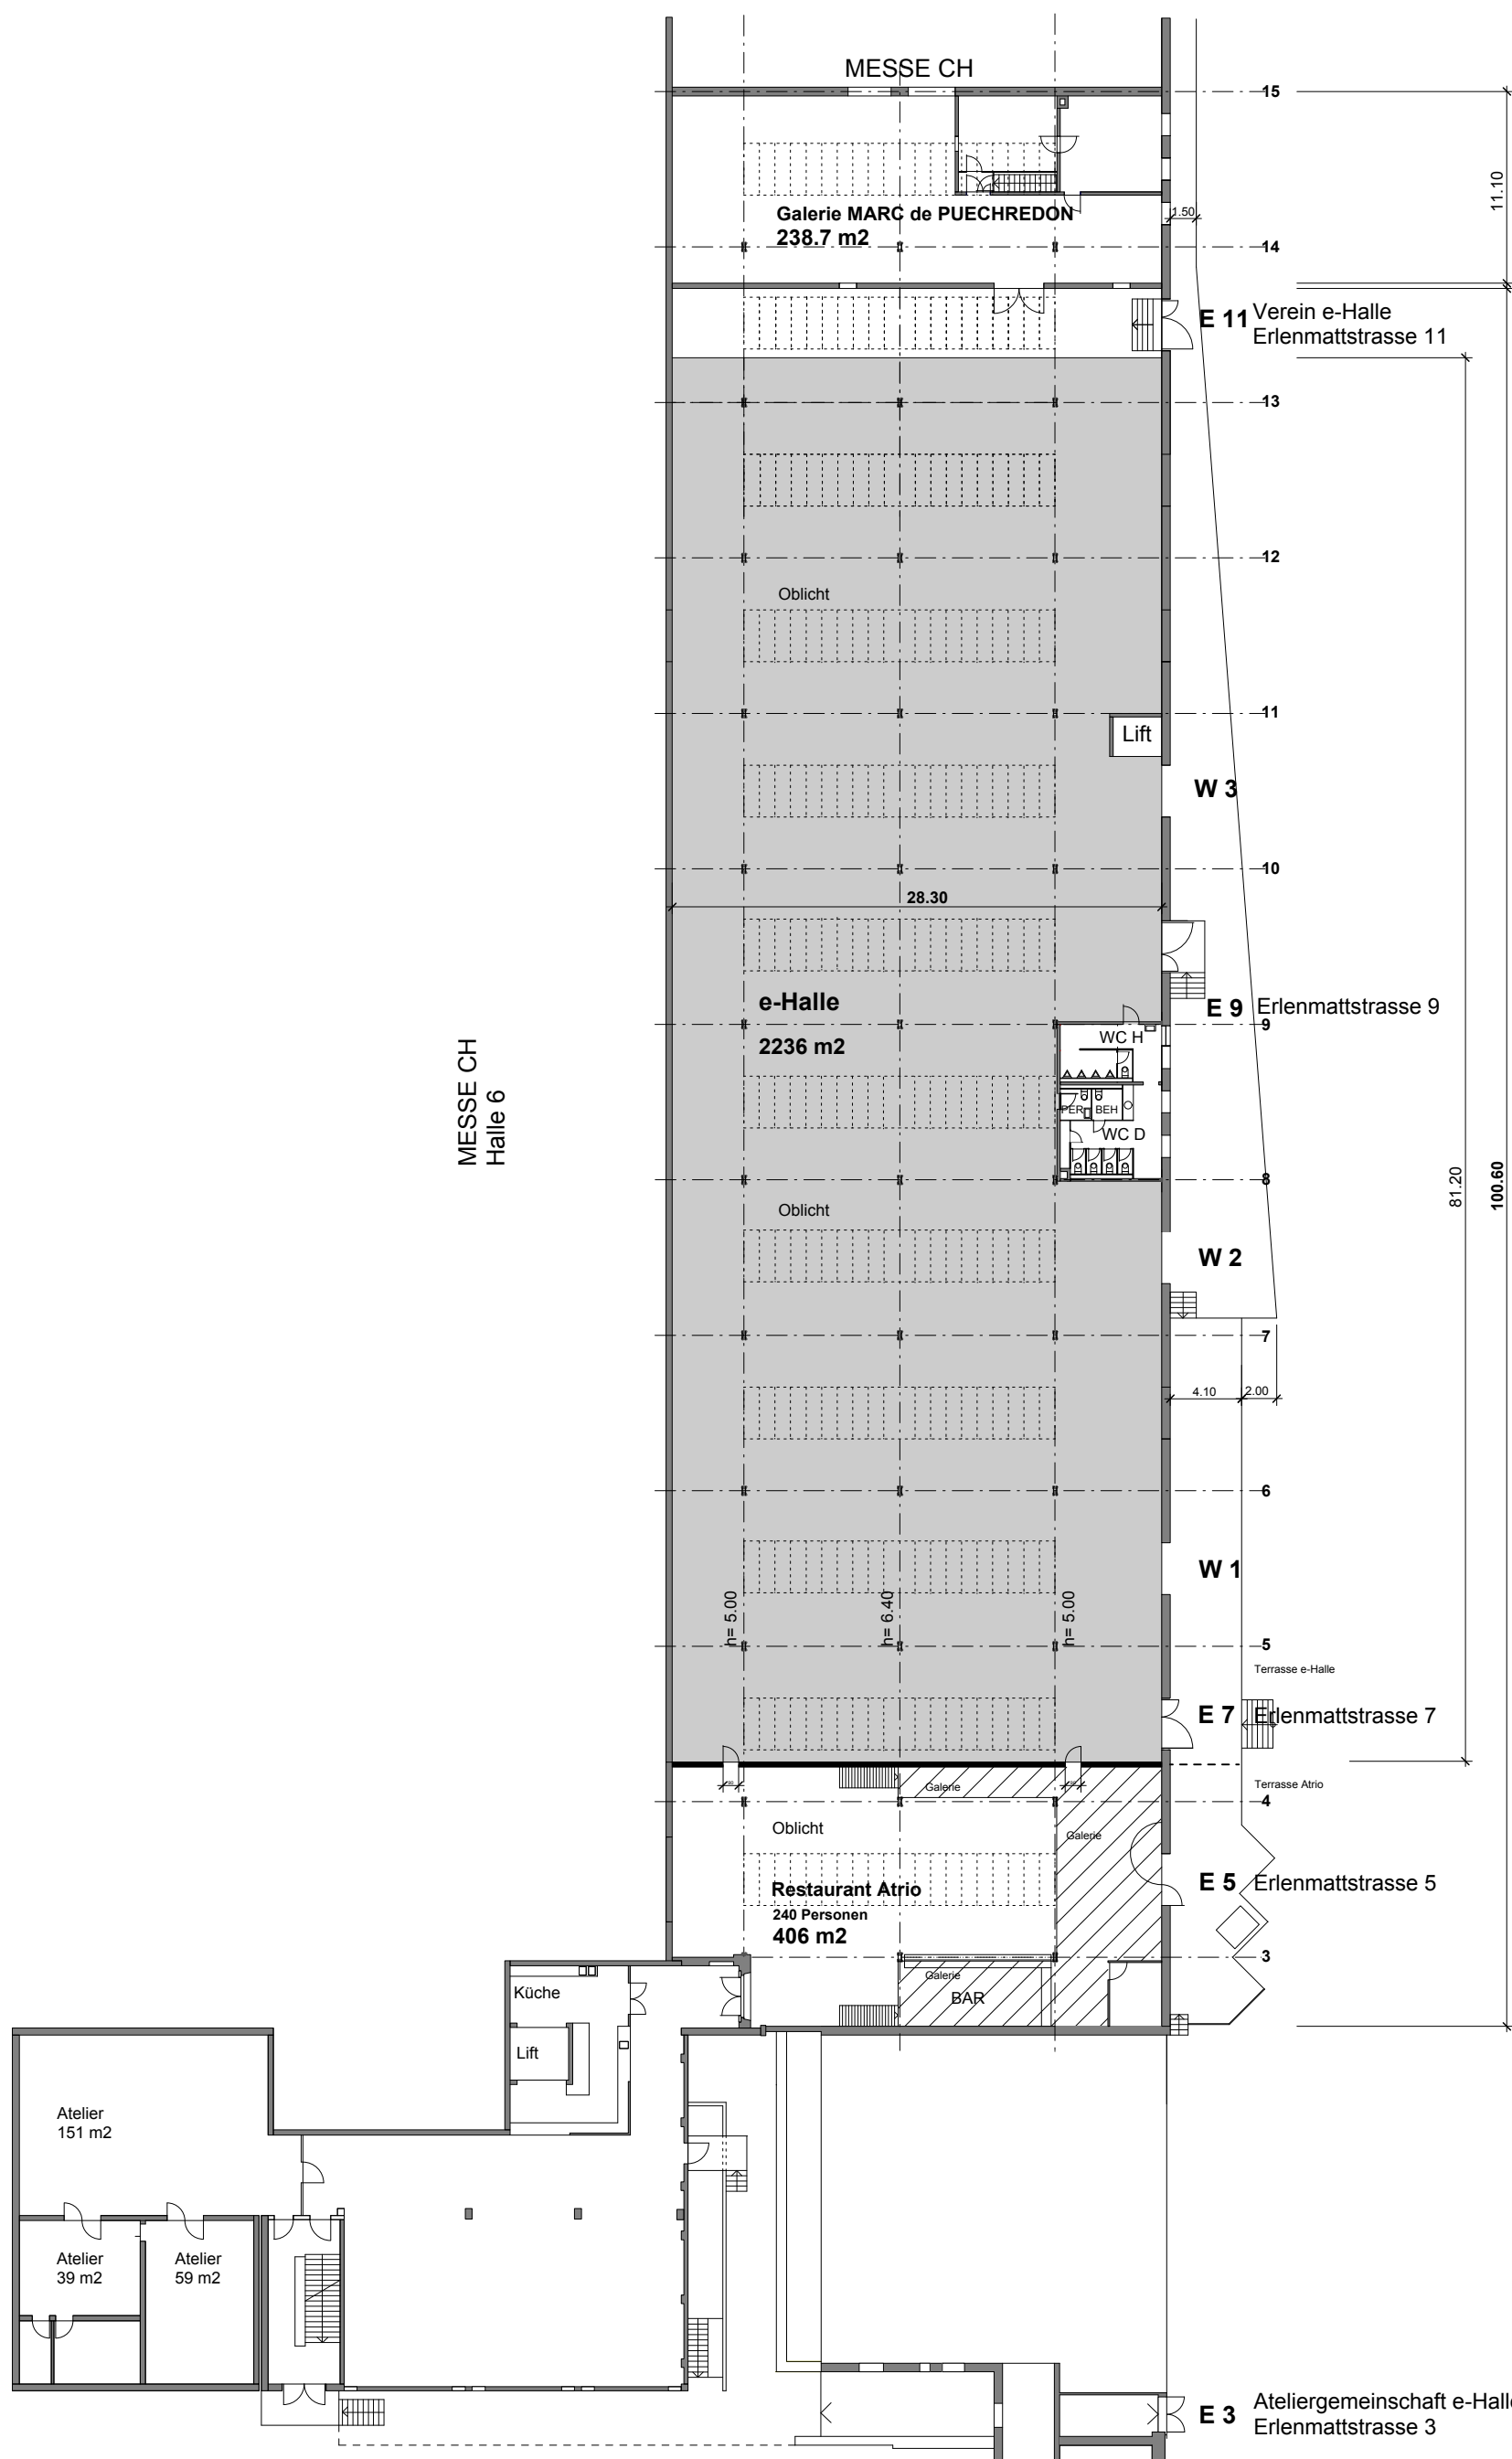 MESSE CH
15
11.10
Galerie MARC de PUECHREDON
238.7 m2
1.50
14
E 11
Verein e-Halle
Erlenmattstrasse 11
13
12
Oblicht
11
Lift
W 3
10
28.30
e-Halle
2236 m2
E 9
Erlenmattstrasse 9
9
WC H
PER
BEH
WC D
MESSE CH
Halle 6
8
81.20
100.60
Oblicht
W 2
7
4.10
2.00
6
W 1
h= 5.00
h= 6.40
h= 5.00
5
Terrasse e-Halle
E 7
Erlenmattstrasse 7
Galerie
Terrasse Atrio
4
Oblicht
Galerie
Restaurant Atrio
240 Personen
406 m2
E 5
Erlenmattstrasse 5
3
Galerie
BAR
Küche
Lift
Atelier
151 m2
Atelier
39 m2
Atelier
59 m2
E 3
Ateliergemeinschaft e-Halle
Erlenmattstrasse 3